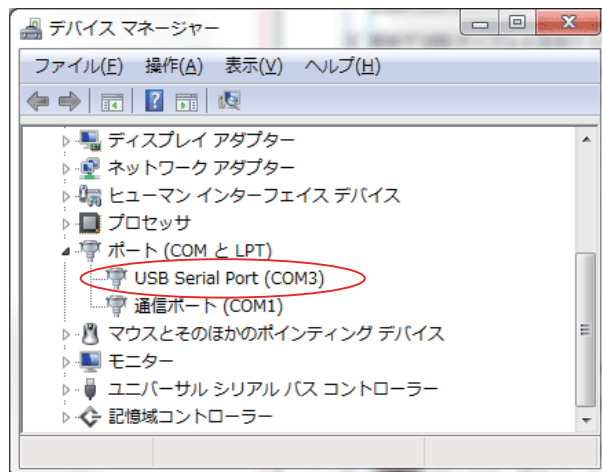 デバイス マネージャー
ファイル(F) 操作(A) 表示(V) ヘルプ(H)
ディスプレイ アダプター
ネットワーク アダプター
ヒューマン インターフェイス デバイス
プロセッサ
ポート (COM と LPT)
USB Serial Port (COM3)
通信ポート (COM1)
マウスとそのほかのポインティング デバイス
モニター
ユニバーサル シリアル バス コントローラー
記憶域コントローラー